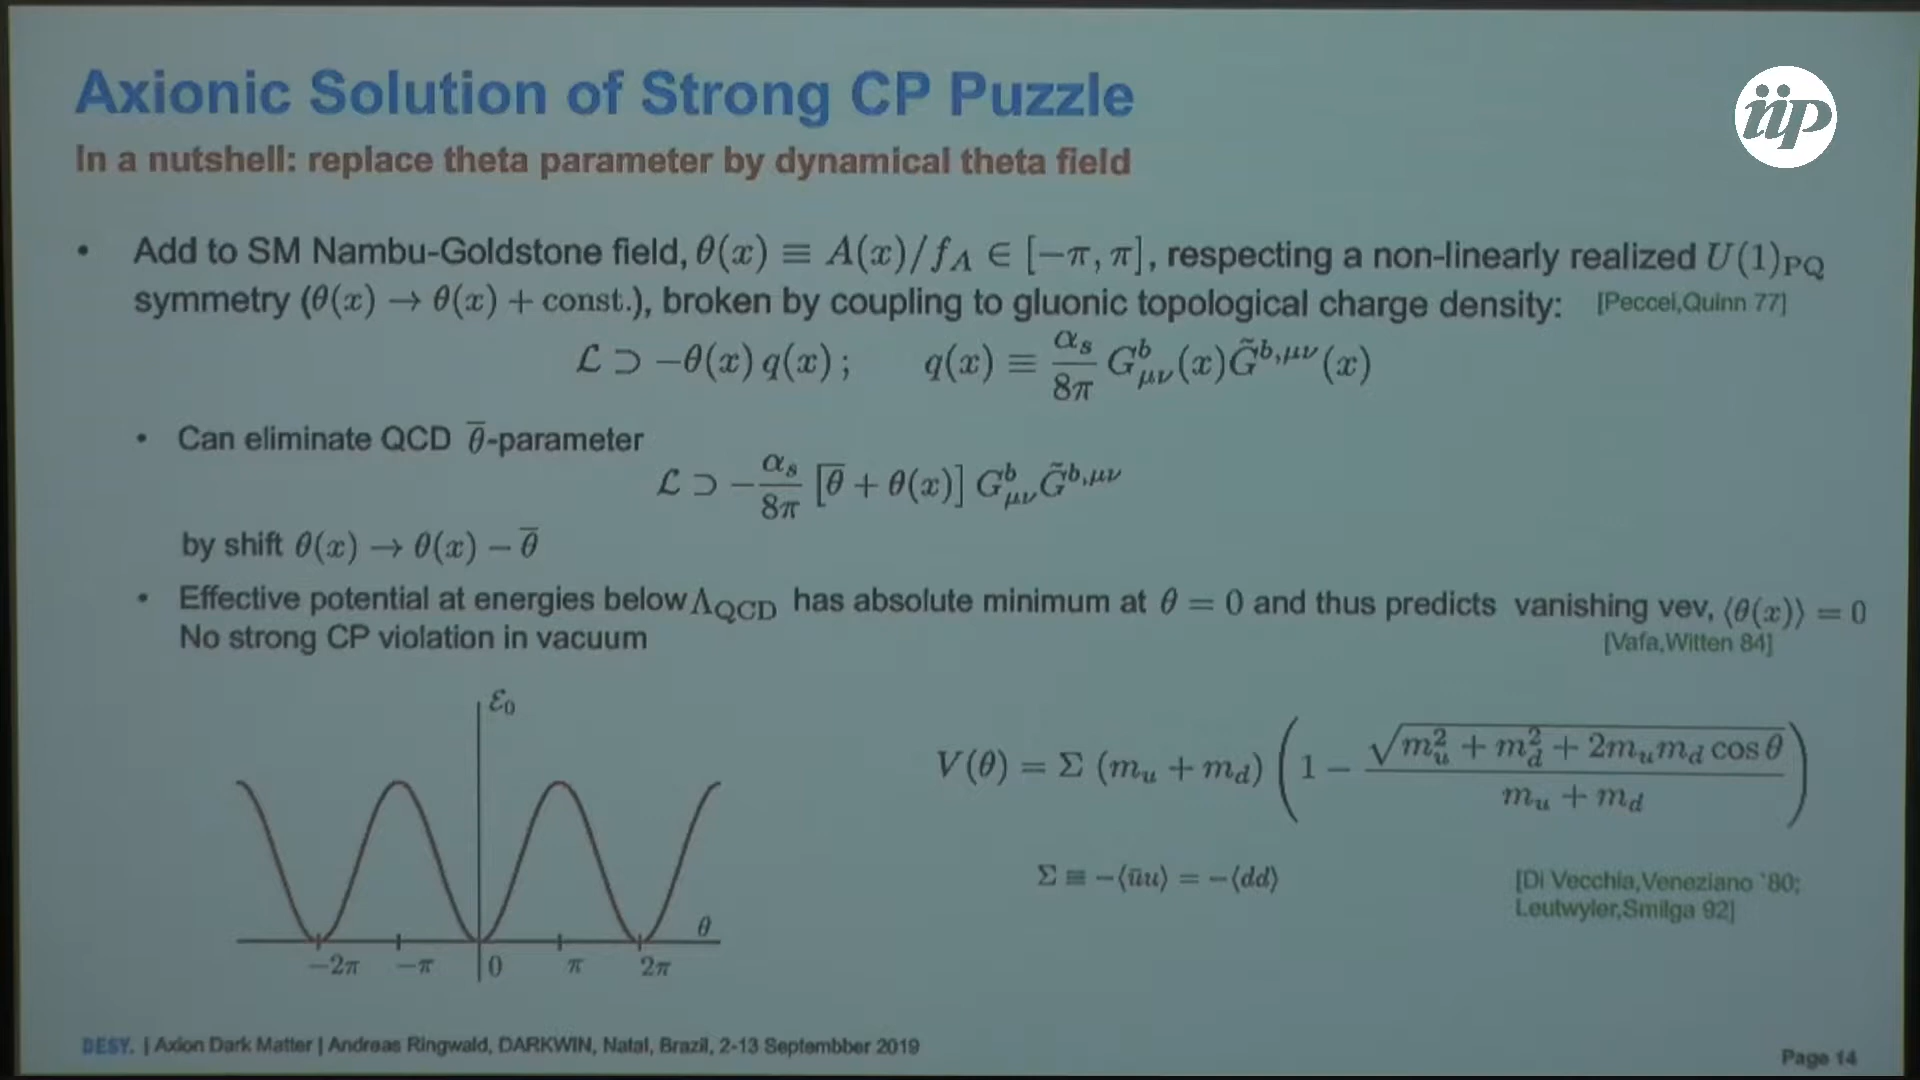 Axionic Solution of Strong CP Puzzle
iip
In a nutshell: replace theta parameter by dynamical theta field
• Add to SM Nambu-Goldstone field, θ(x) ≡ A(x)/f_A ∈ [−π, π], respecting a non-linearly realized U(1)_PQ
symmetry (θ(x) → θ(x) + const.), broken by coupling to gluonic topological charge density: [Peccei,Quinn 77]
ℒ ⊃ −θ(x) q(x) ; q(x) ≡ α_s/8π G^b_μν(x) G̃^b,μν(x)
• Can eliminate QCD θ̅-parameter
ℒ ⊃ − α_s/8π [θ̅ + θ(x)] G^b_μν G̃^b,μν
by shift θ(x) → θ(x) − θ̅
• Effective potential at energies below Λ_QCD has absolute minimum at θ = 0 and thus predicts vanishing vev, ⟨θ(x)⟩ = 0
No strong CP violation in vacuum [Vafa,Witten 84]
ℰ₀
V(θ) = Σ (m_u + m_d) (1 − √(m_u² + m_d² + 2m_u m_d cos θ) / (m_u + m_d))
Σ ≡ −⟨ūu⟩ = −⟨dd⟩
[Di Vecchia,Veneziano `80;
Leutwyler,Smilga 92]
θ
−2π −π 0 π 2π
DESY. | Axion Dark Matter | Andreas Ringwald, DARKWIN, Natal, Brazil, 2-13 Septembber 2019
Page 14